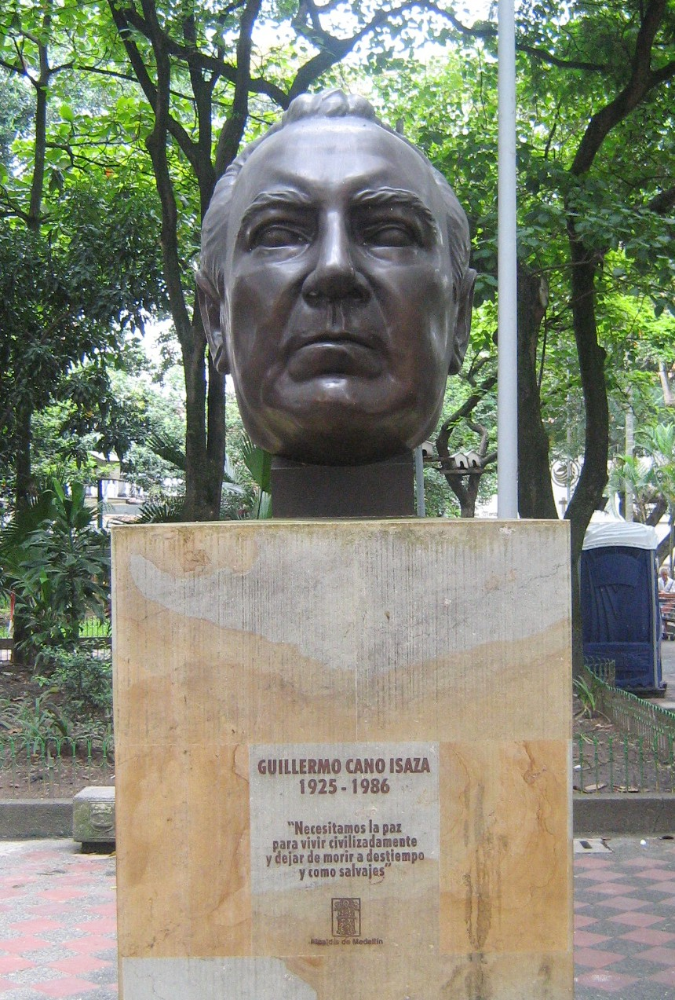 GUILLERMO CANO ISAZA
1925 - 1986
"Necesitamos la paz
para vivir civilizadamente
y dejar de morir a destiempo
y como salvajes"
Alcaldía de Medellín